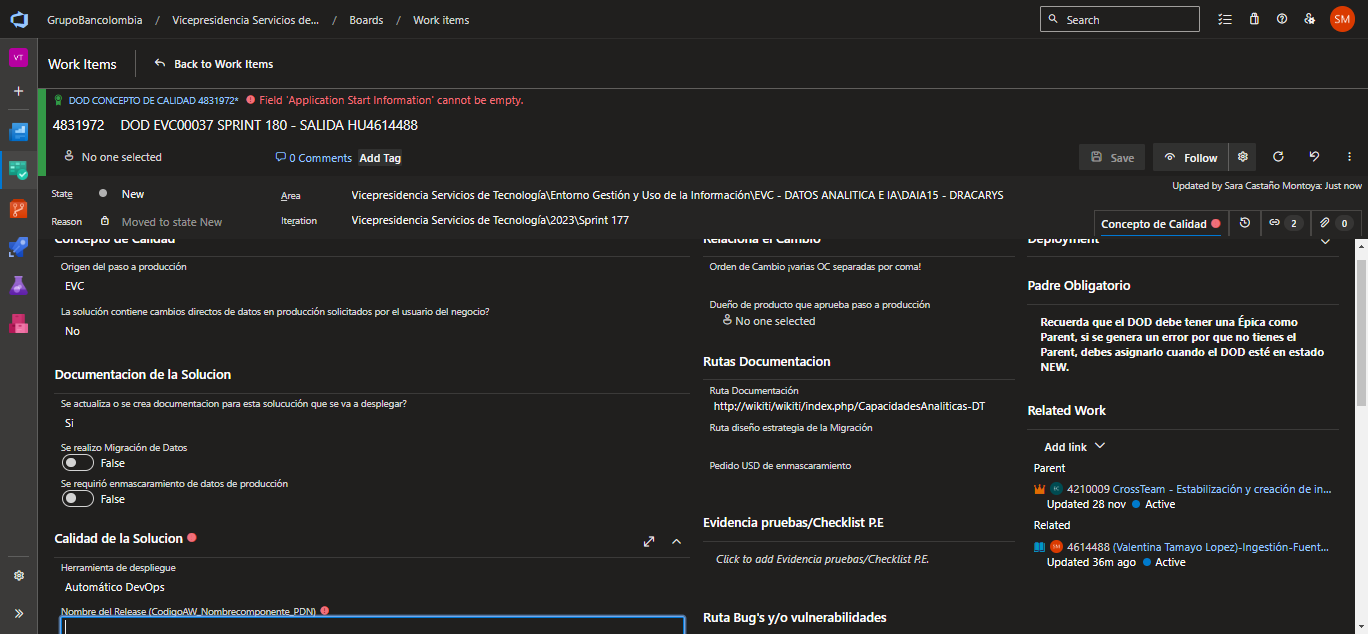 GrupoBancolombia / Vicepresidencia Servicios de... / Boards / Work items
Search
SM
VT
Work Items
Back to Work Items
DOD CONCEPTO DE CALIDAD 4831972* Field 'Application Start Information' cannot be empty.
4831972 DOD EVC00037 SPRINT 180 - SALIDA HU4614488
No one selected
0 Comments
Add Tag
Save
Follow
State
New
Area
Vicepresidencia Servicios de Tecnología\Entorno Gestión y Uso de la Información\EVC - DATOS ANALITICA E IA\DAIA15 - DRACARYS
Updated by Sara Castaño Montoya: Just now
Reason
Moved to state New
Iteration
Vicepresidencia Servicios de Tecnología\2023\Sprint 177
Concepto de Calidad
2
0
Concepto de Calidad
Origen del paso a producción
EVC
La solución contiene cambios directos de datos en producción solicitados por el usuario del negocio?
No
Documentacion de la Solucion
Se actualiza o se crea documentacion para esta solucución que se va a desplegar?
Si
Se realizo Migración de Datos
False
Se requirió enmascaramiento de datos de producción
False
Calidad de la Solucion
Herramienta de despliegue
Automático DevOps
Nombre del Release (CodigoAW_Nombrecomponente_PDN)
Relaciona el Cambio
Orden de Cambio ¡varias OC separadas por coma!
Dueño de producto que aprueba paso a producción
No one selected
Rutas Documentacion
Ruta Documentación
http://wikiti/wikiti/index.php/CapacidadesAnaliticas-DT
Ruta diseño estrategia de la Migración
Pedido USD de enmascaramiento
Evidencia pruebas/Checklist P.E
Click to add Evidencia pruebas/Checklist P.E.
Ruta Bug's y/o vulnerabilidades
Deployment
Padre Obligatorio
Recuerda que el DOD debe tener una Épica como
Parent, si se genera un error por que no tienes el
Parent, debes asignarlo cuando el DOD esté en estado
NEW.
Related Work
Add link
Parent
4210009 CrossTeam - Estabilización y creación de in...
Updated 28 nov Active
Related
SM 4614488 (Valentina Tamayo Lopez)-Ingestión-Fuent...
Updated 36m ago Active